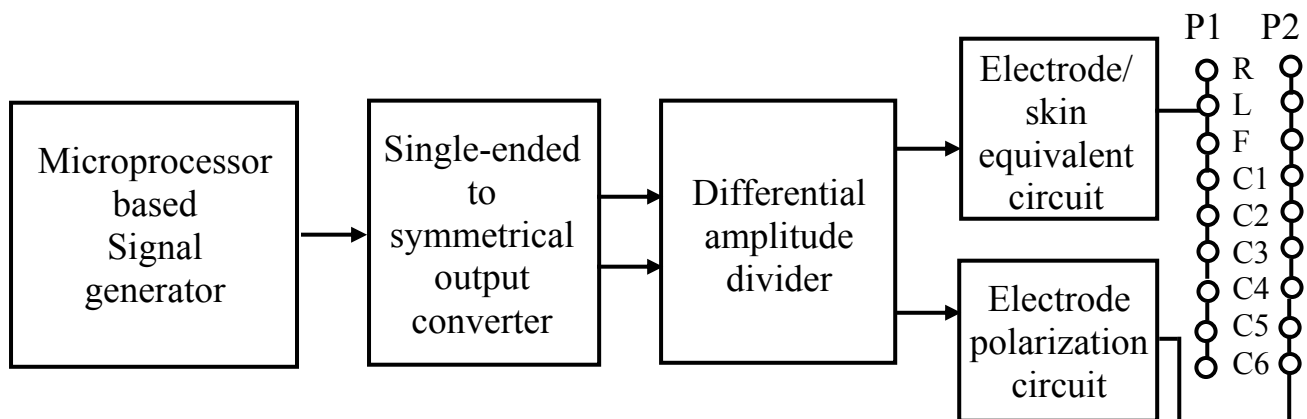 Microprocessor
based
Signal
generator
Single-ended
to
symmetrical
output
converter
Differential
amplitude
divider
Electrode/
skin
equivalent
circuit
Electrode
polarization
circuit
P1 P2
R
L
F
C1
C2
C3
C4
C5
C6